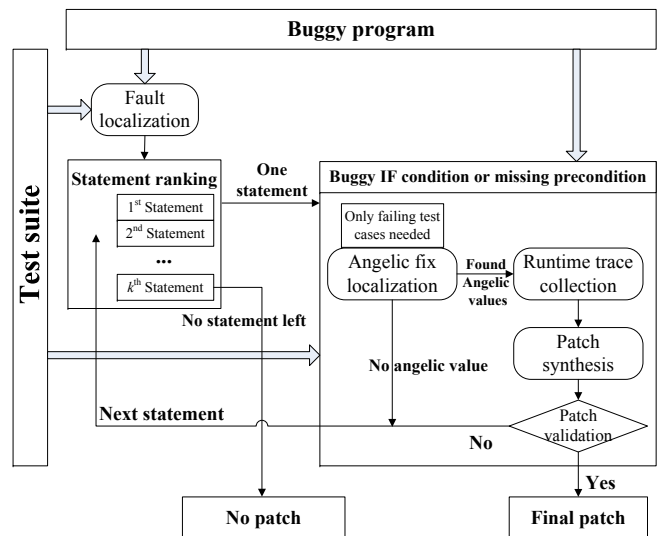 Buggy program
Test suite
Fault
localization
Statement ranking
1st Statement
2nd Statement
...
kth Statement
One
statement
No statement left
Next statement
Buggy IF condition or missing precondition
Only failing test
cases needed
Angelic fix
localization
Found
Angelic
values
Runtime trace
collection
No angelic value
Patch
synthesis
Patch
validation
No
Yes
No patch
Final patch